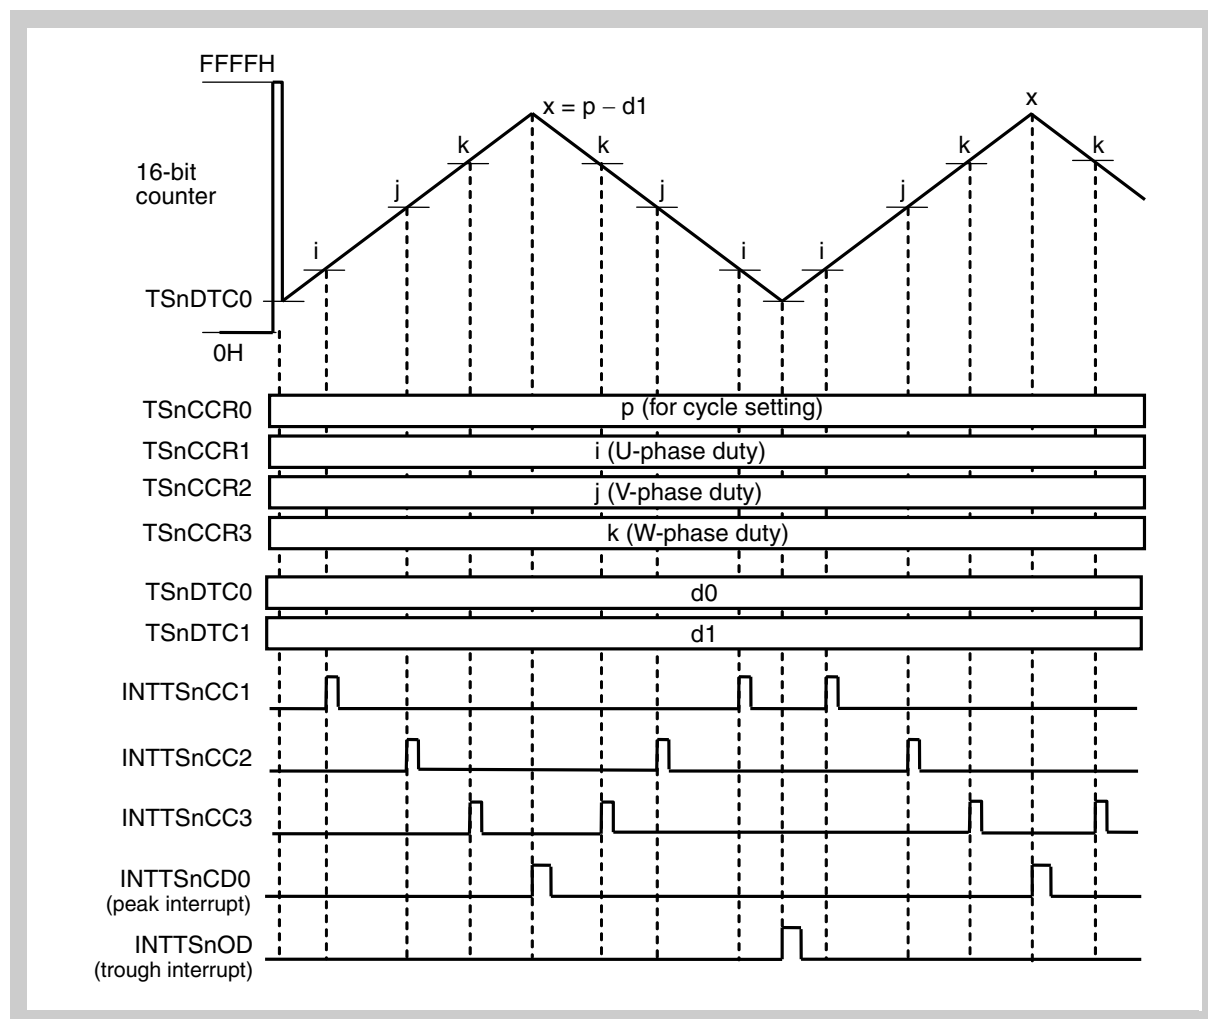 FFFFH
x = p – d1
x
k
k
k
k
16-bit
counter
j
j
j
i
i
i
TSnDTC0
0H
TSnCCR0
p (for cycle setting)
TSnCCR1
i (U-phase duty)
TSnCCR2
j (V-phase duty)
TSnCCR3
k (W-phase duty)
TSnDTC0
d0
TSnDTC1
d1
INTTSnCC1
INTTSnCC2
INTTSnCC3
INTTSnCD0
(peak interrupt)
INTTSnOD
(trough interrupt)